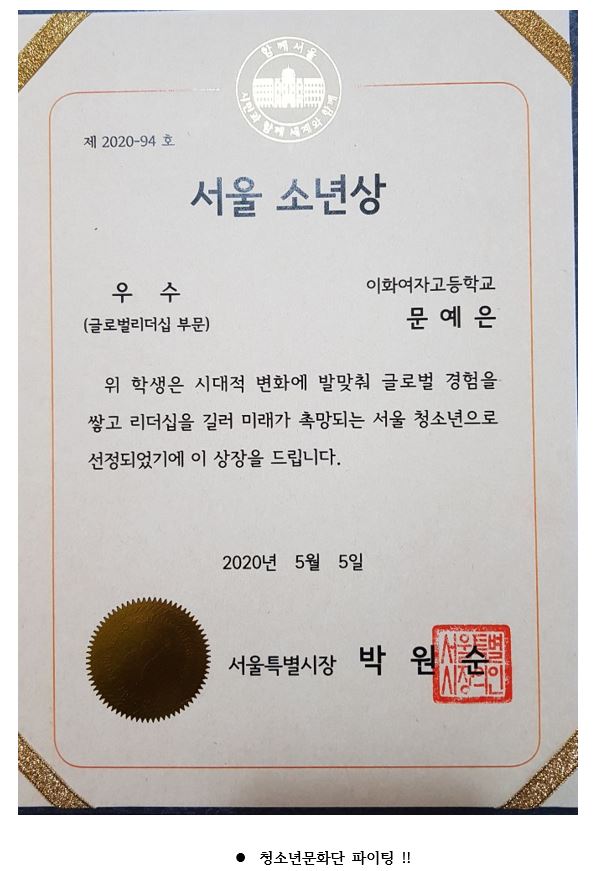 함께서울
시민과 함께 세계와 함께
제 2020-94 호
서울 소년상
우 수
(글로벌리더십 부문)
이화여자고등학교
문 예 은
위 학생은 시대적 변화에 발맞춰 글로벌 경험을
쌓고 리더십을 길러 미래가 촉망되는 서울 청소년으로
선정되었기에 이 상장을 드립니다.
2020년 5월 5일
서울특별시장 박 원 순
서울특별
시장의인
● 청소년문화단 파이팅 !!